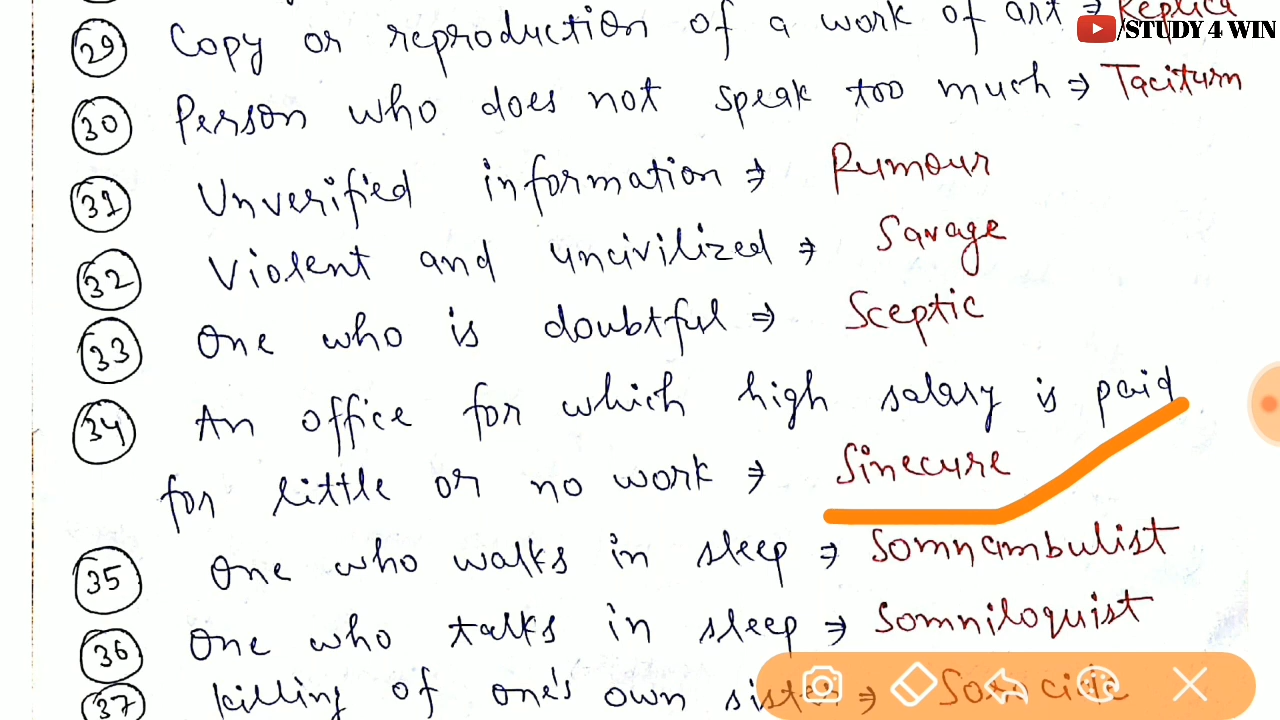 29 Copy or reproduction of a work of art ⇒ Replica
/STUDY 4 WIN
30 Person who does not speak too much ⇒ Taciturn
31 Unverified information ⇒ Rumour
32 Violent and uncivilized ⇒ Savage
33 One who is doubtful ⇒ Sceptic
34 An office for which high salary is paid
for little or no work ⇒ Sinecure
35 One who walks in sleep ⇒ Somnambulist
36 One who talks in sleep ⇒ Somniloquist
37 killing of one's own sister ⇒